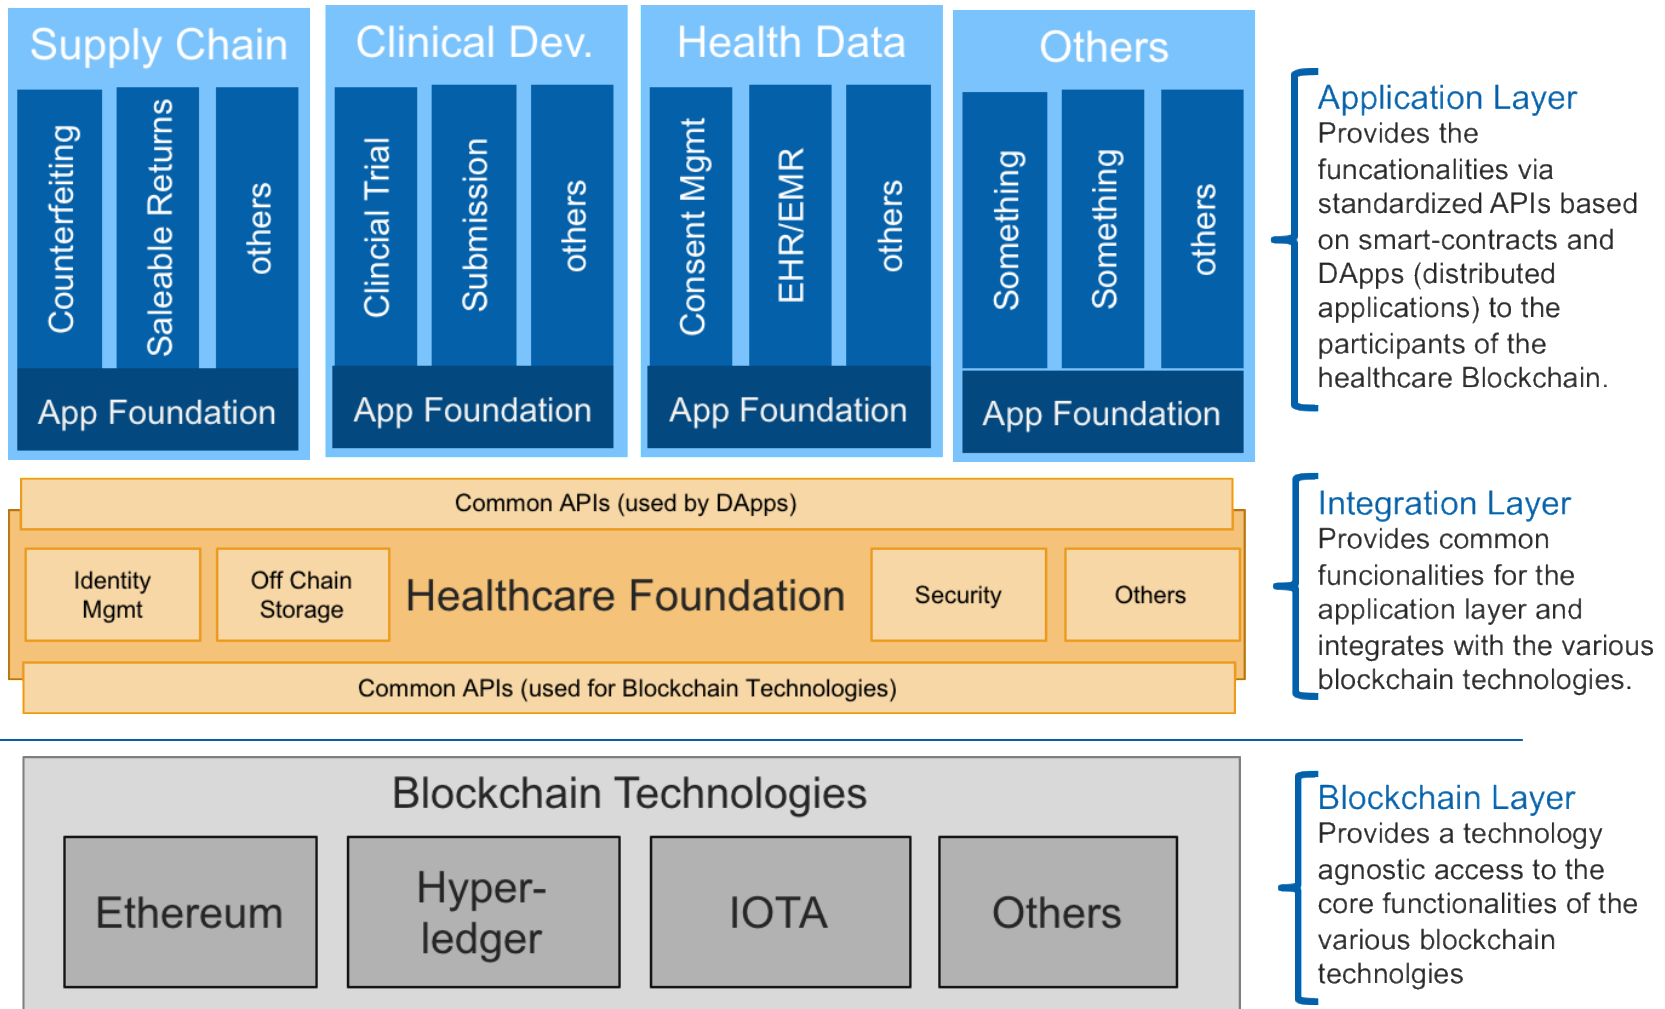 Supply Chain
Counterfeiting
Saleable Returns
others
App Foundation
Clinical Dev.
Clincial Trial
Submission
others
App Foundation
Health Data
Consent Mgmt
EHR/EMR
others
App Foundation
Others
Something
Something
others
App Foundation
Application Layer
Provides the
funcationalities via
standardized APIs based
on smart-contracts and
DApps (distributed
applications) to the
participants of the
healthcare Blockchain.
Common APIs (used by DApps)
Identity
Mgmt
Off Chain
Storage
Healthcare Foundation
Security
Others
Common APIs (used for Blockchain Technologies)
Integration Layer
Provides common
funcionalities for the
application layer and
integrates with the various
blockchain technologies.
Blockchain Technologies
Ethereum
Hyper-
ledger
IOTA
Others
Blockchain Layer
Provides a technology
agnostic access to the
core functionalities of the
various blockchain
technolgies